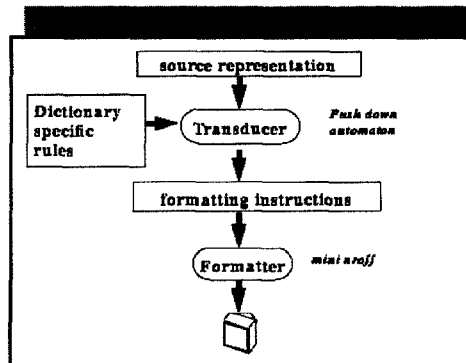 source representation
Dictionary
specific
rules
Transducer
Push down
automaton
formatting instructions
Formatter
mini nroff